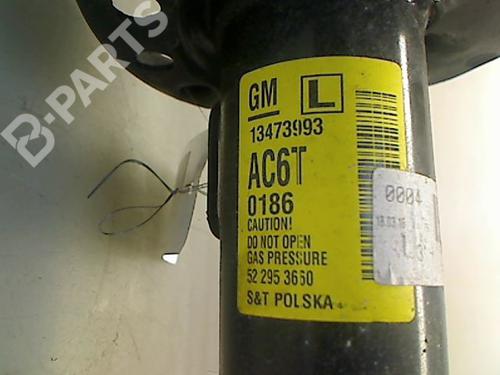 B-PARTS
GM L
13473993
AC6T
0186
CAUTION!
DO NOT OPEN
GAS PRESSURE
52 295 3660
S&T POLSKA
0004